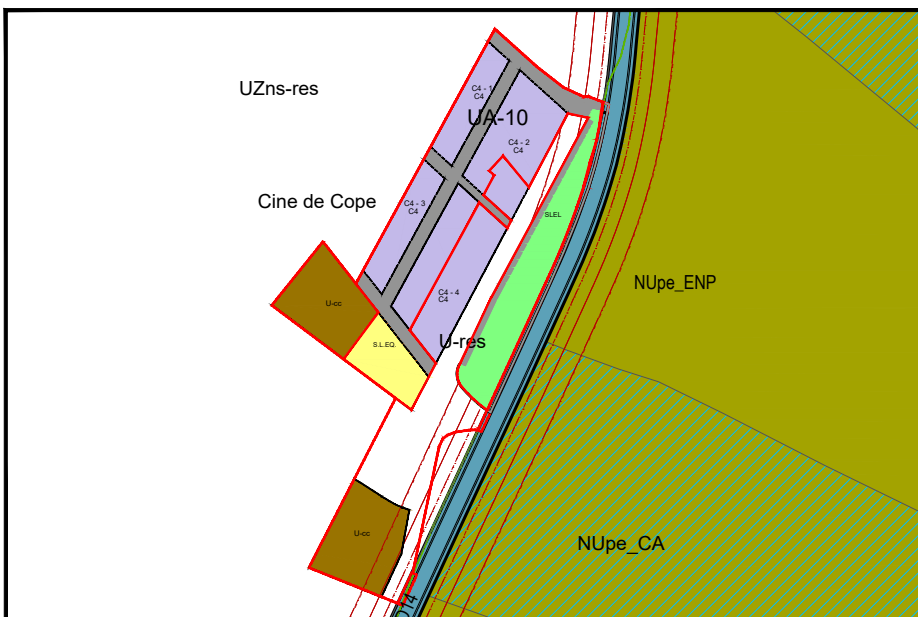 UZns-res
C4 - 1
C4
UA-10
C4 - 2
C4
Cine de Cope
C4 - 3
C4
SLEL
NUpe_ENP
U-cc
C4 - 4
C4
S.L.EQ.
U-res
U-cc
NUpe_CA